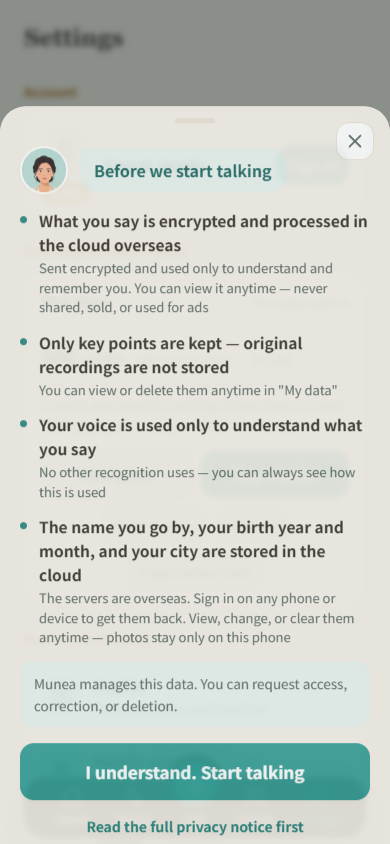 Settings
Account
Before we start talking
What you say is encrypted and processed in
the cloud overseas
Sent encrypted and used only to understand and
remember you. You can view it anytime — never
shared, sold, or used for ads
Only key points are kept — original
recordings are not stored
You can view or delete them anytime in "My data"
Your voice is used only to understand what
you say
No other recognition uses — you can always see how
this is used
The name you go by, your birth year and
month, and your city are stored in the
cloud
The servers are overseas. Sign in on any phone or
device to get them back. View, change, or clear them
anytime — photos stay only on this phone
Munea manages this data. You can request access,
correction, or deletion.
I understand. Start talking
Read the full privacy notice first